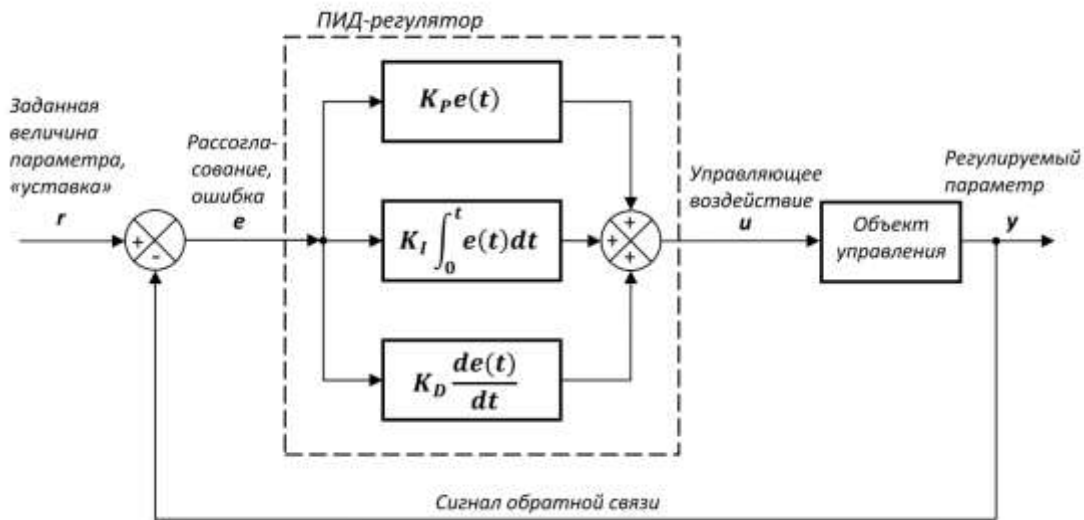 ПИД-регулятор
Заданная
величина
параметра,
«уставка»
r
Рассогла-
сование,
ошибка
e
K_P e(t)
K_I ∫_0^t e(t)dt
K_D de(t)/dt
+
-
+
+
+
Управляющее
воздействие
u
Объект
управления
Регулируемый
параметр
y
Сигнал обратной связи